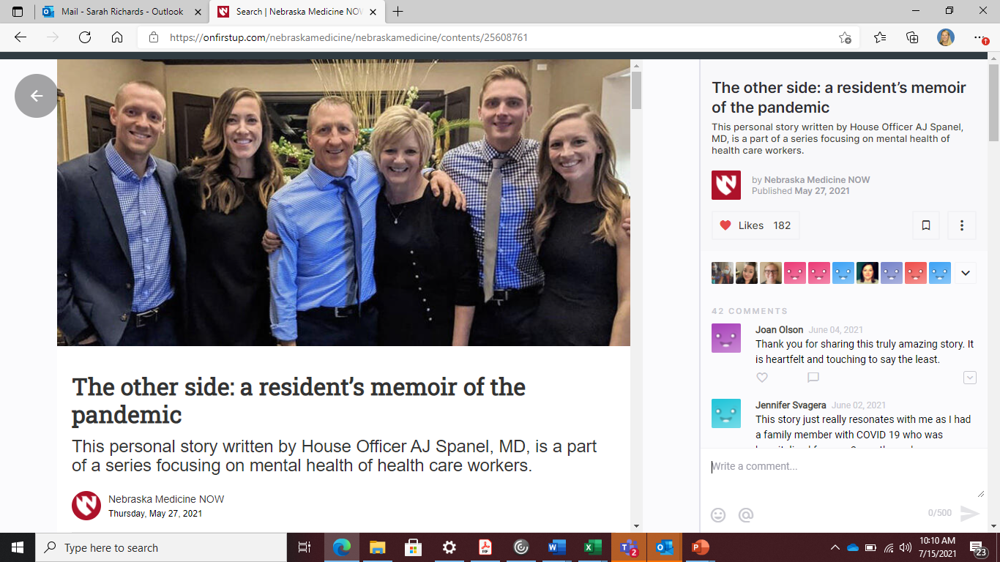 Mail - Sarah Richards - Outlook
Search | Nebraska Medicine NOW
https://onfirstup.com/nebraskamedicine/nebraskamedicine/contents/25608761
The other side: a resident’s memoir of the
pandemic
This personal story written by House Officer AJ Spanel, MD, is a part
of a series focusing on mental health of health care workers.
Nebraska Medicine NOW
Thursday, May 27, 2021
The other side: a resident’s memoir
of the pandemic
This personal story written by House Officer AJ Spanel,
MD, is a part of a series focusing on mental health of
health care workers.
by Nebraska Medicine NOW
Published May 27, 2021
Likes 182
42 COMMENTS
Joan Olson June 04, 2021
Thank you for sharing this truly amazing story. It
is heartfelt and touching to say the least.
Jennifer Svagera June 02, 2021
This story just really resonates with me as I had
a family member with COVID 19 who was
Write a comment...
0/500
Type here to search
2
10:10 AM
7/15/2021
23